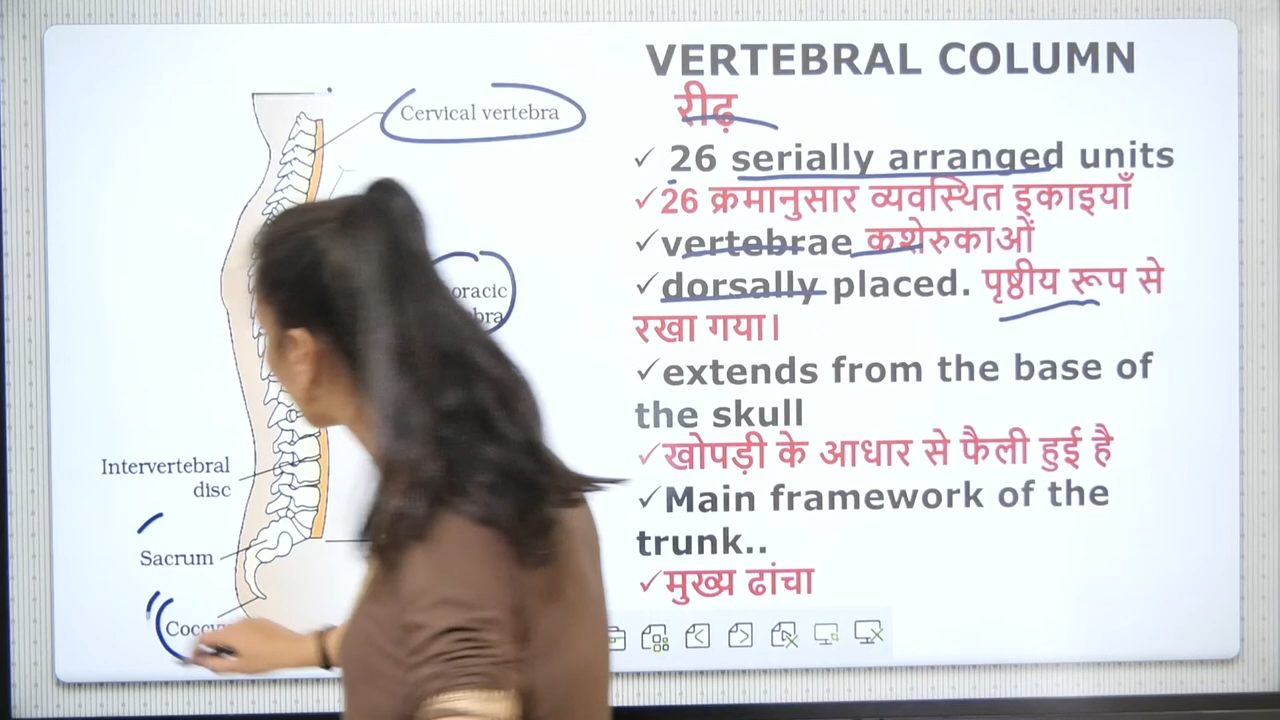 VERTEBRAL COLUMN
रीढ़
✓ 26 serially arranged units
✓26 क्रमानुसार व्यवस्थित इकाइयाँ
✓vertebrae कशेरुकाओं
✓dorsally placed. पृष्ठीय रूप से
रखा गया।
✓extends from the base of
the skull
✓खोपड़ी के आधार से फैली हुई है
✓Main framework of the
trunk..
✓मुख्य ढांचा
Cervical vertebra
Intervertebral
disc
Sacrum